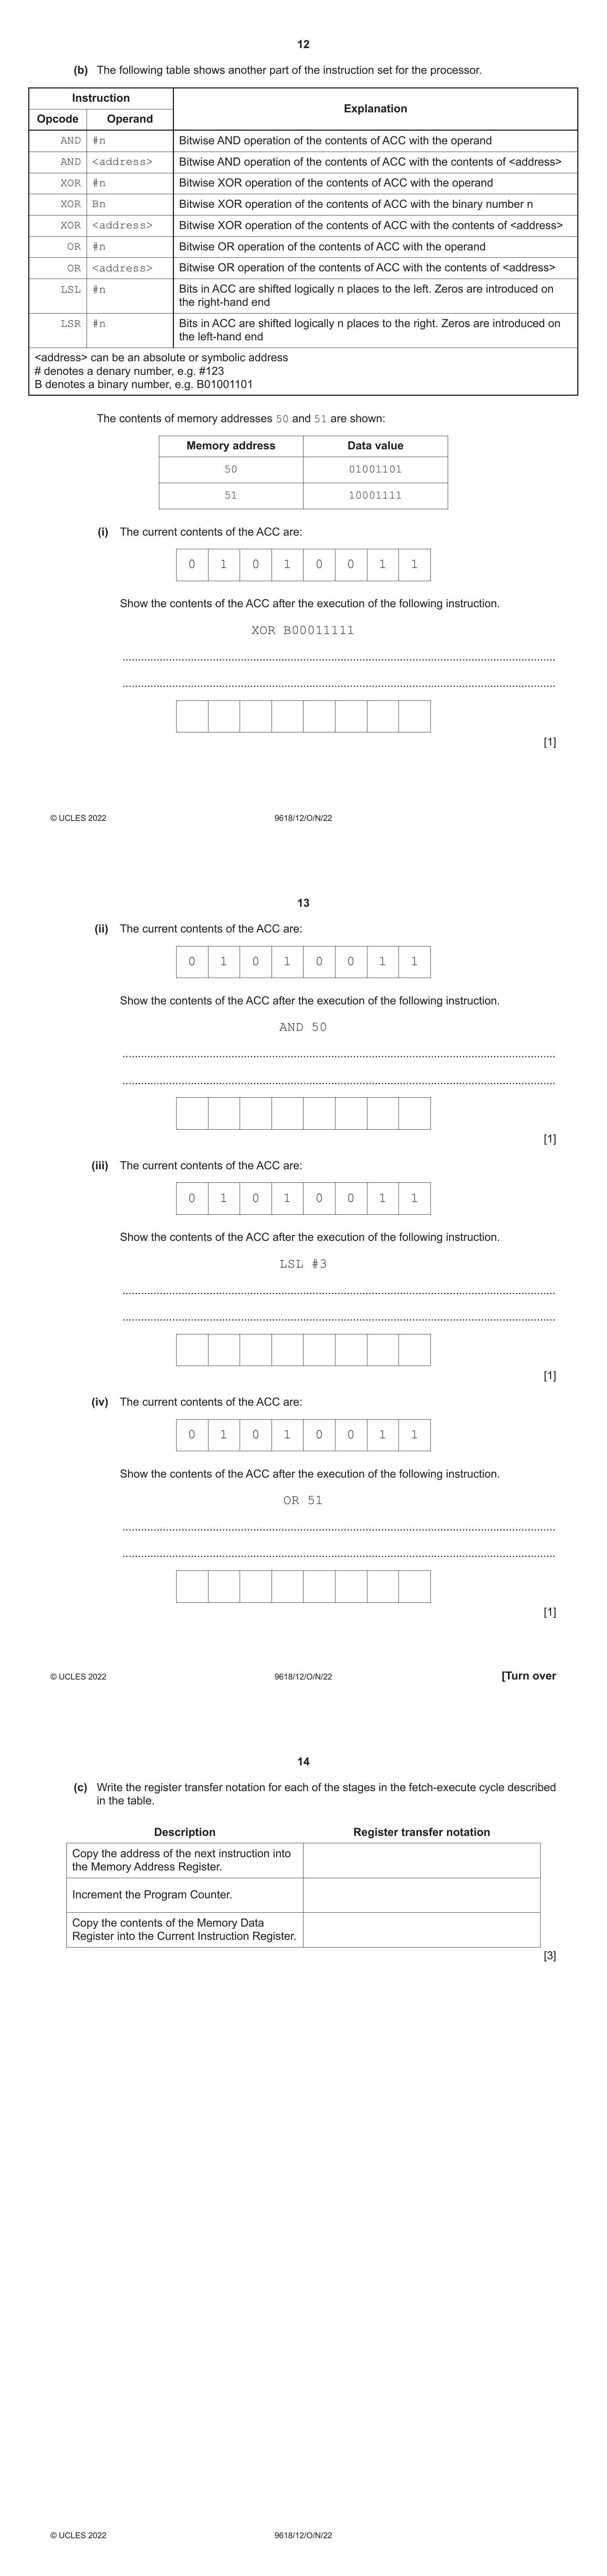 12
(b) The following table shows another part of the instruction set for the processor.
Instruction
Explanation
Opcode Operand
AND #n Bitwise AND operation of the contents of ACC with the operand
AND <address> Bitwise AND operation of the contents of ACC with the contents of <address>
XOR #n Bitwise XOR operation of the contents of ACC with the operand
XOR Bn Bitwise XOR operation of the contents of ACC with the binary number n
XOR <address> Bitwise XOR operation of the contents of ACC with the contents of <address>
OR #n Bitwise OR operation of the contents of ACC with the operand
OR <address> Bitwise OR operation of the contents of ACC with the contents of <address>
LSL #n Bits in ACC are shifted logically n places to the left. Zeros are introduced on
the right-hand end
LSR #n Bits in ACC are shifted logically n places to the right. Zeros are introduced on
the left-hand end
<address> can be an absolute or symbolic address
# denotes a denary number, e.g. #123
B denotes a binary number, e.g. B01001101
The contents of memory addresses 50 and 51 are shown:
Memory address Data value
50 01001101
51 10001111
(i) The current contents of the ACC are:
0 1 0 1 0 0 1 1
Show the contents of the ACC after the execution of the following instruction.
XOR B00011111
[1]
© UCLES 2022 9618/12/O/N/22
13
(ii) The current contents of the ACC are:
0 1 0 1 0 0 1 1
Show the contents of the ACC after the execution of the following instruction.
AND 50
[1]
(iii) The current contents of the ACC are:
0 1 0 1 0 0 1 1
Show the contents of the ACC after the execution of the following instruction.
LSL #3
[1]
(iv) The current contents of the ACC are:
0 1 0 1 0 0 1 1
Show the contents of the ACC after the execution of the following instruction.
OR 51
[1]
© UCLES 2022 9618/12/O/N/22 [Turn over
14
(c) Write the register transfer notation for each of the stages in the fetch-execute cycle described
in the table.
Description Register transfer notation
Copy the address of the next instruction into
the Memory Address Register.
Increment the Program Counter.
Copy the contents of the Memory Data
Register into the Current Instruction Register.
[3]
© UCLES 2022 9618/12/O/N/22